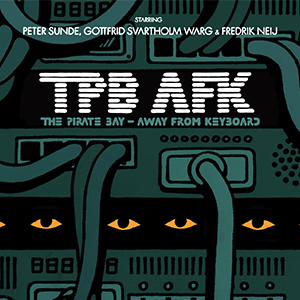 STARRING
PETER SUNDE, GOTTFRID SVARTHOLM WARG & FREDRIK NEIJ
TPB AFK
THE PIRATE BAY – AWAY FROM KEYBOARD